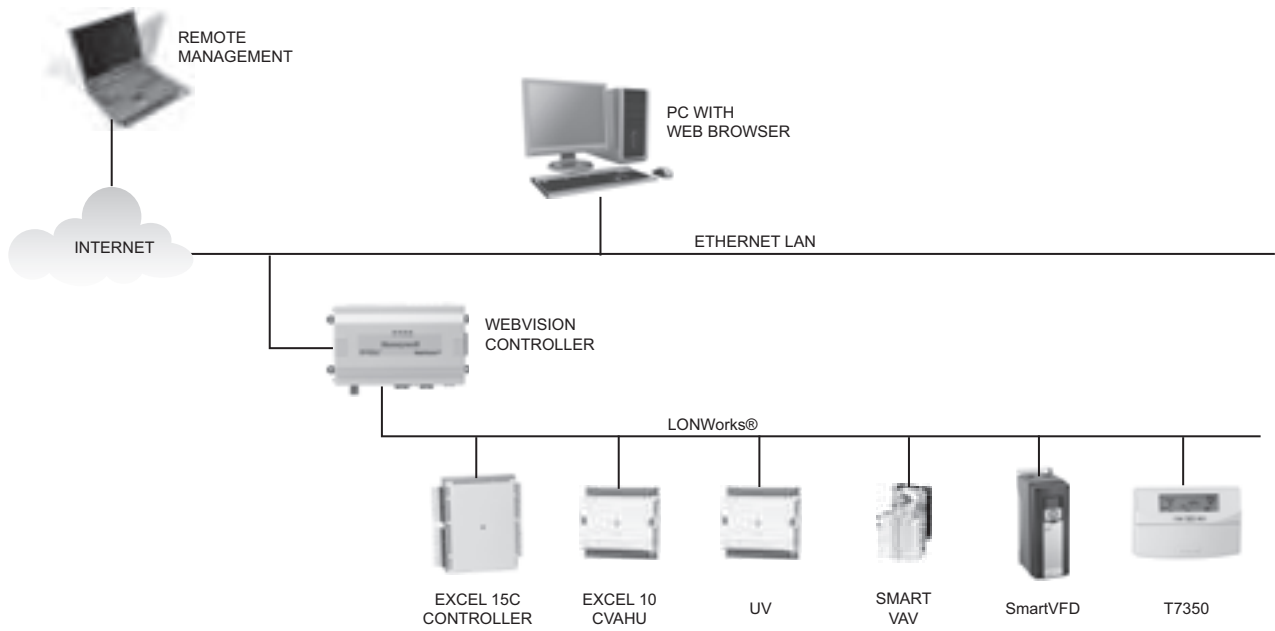 REMOTE
MANAGEMENT
PC WITH
WEB BROWSER
INTERNET
ETHERNET LAN
WEBVISION
CONTROLLER
Honeywell
LONWorks®
EXCEL 15C
CONTROLLER
EXCEL 10
CVAHU
UV
SMART
VAV
SmartVFD
T7350